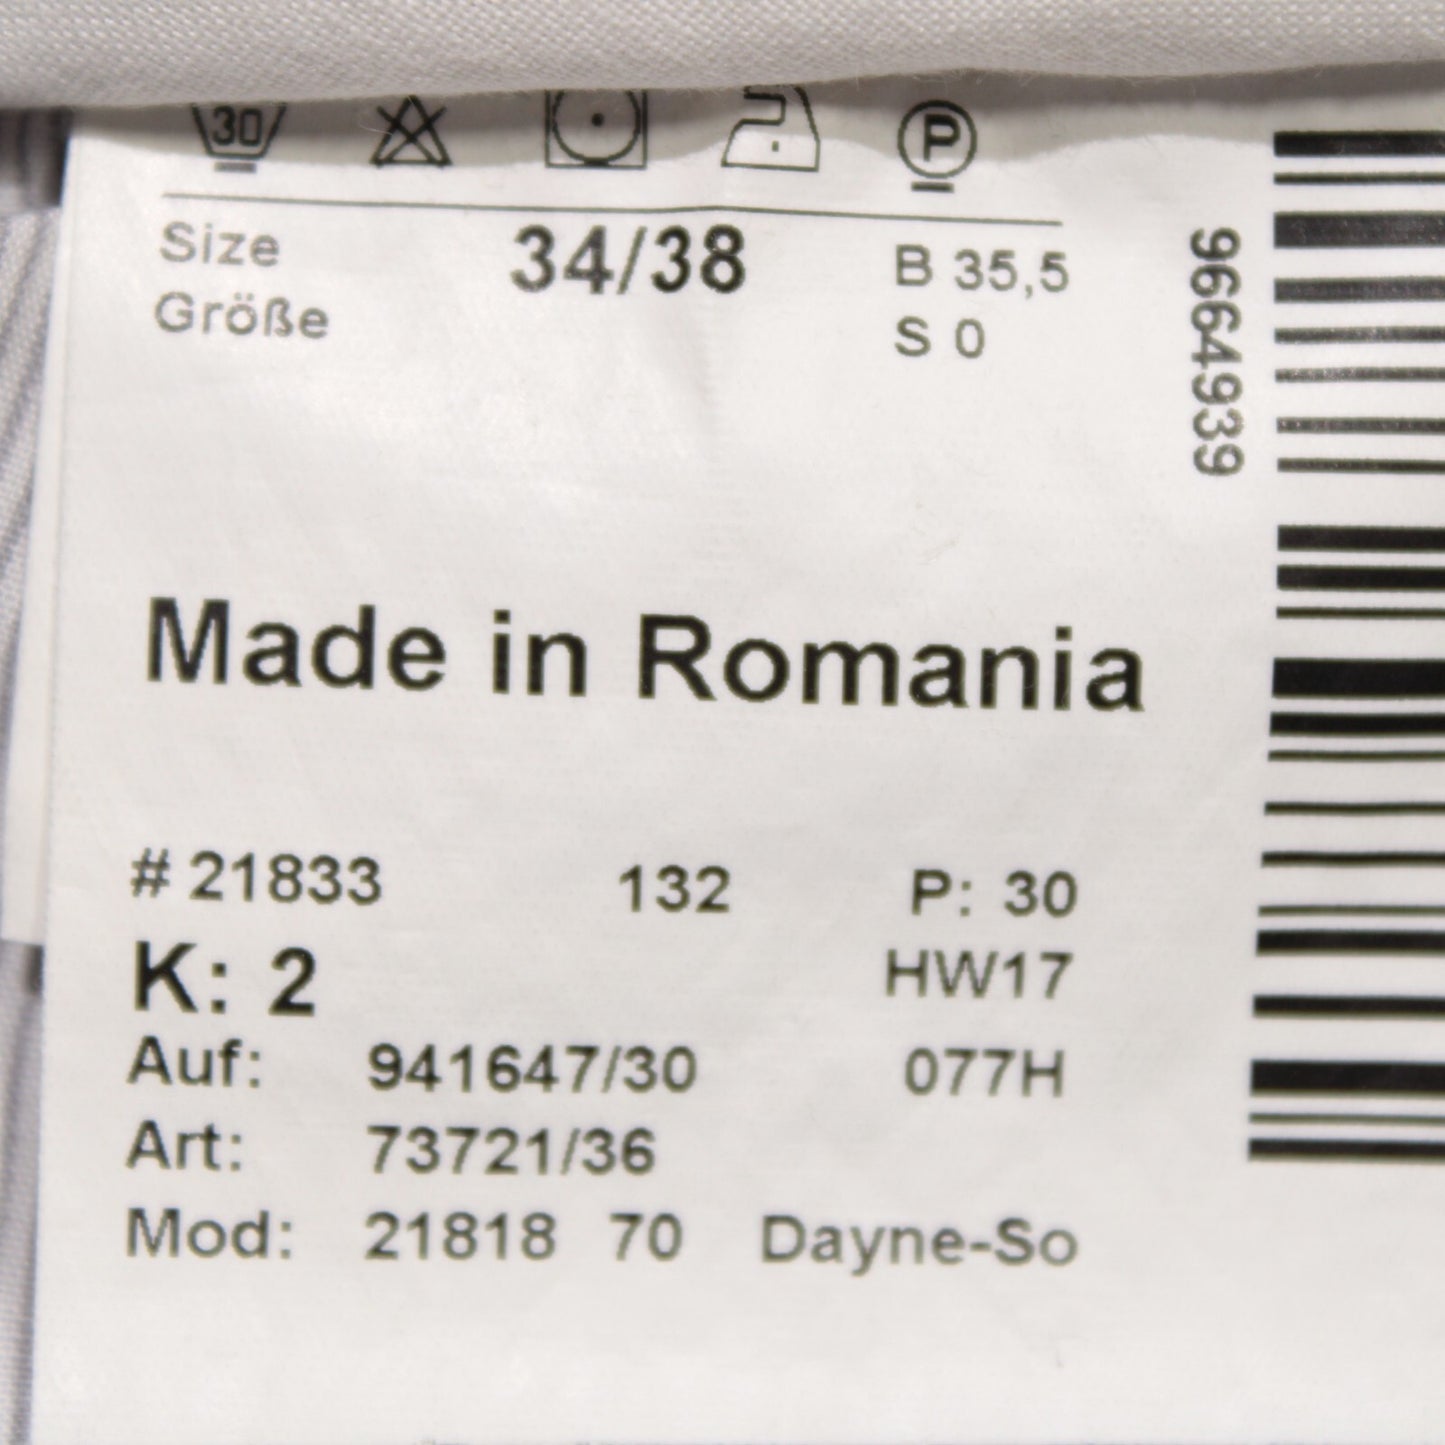 30
P
Size 34/38 B 35,5
Größe S 0
9664939
Made in Romania
# 21833 132 P: 30
K: 2 HW17
Auf: 941647/30 077H
Art: 73721/36
Mod: 21818 70 Dayne-So